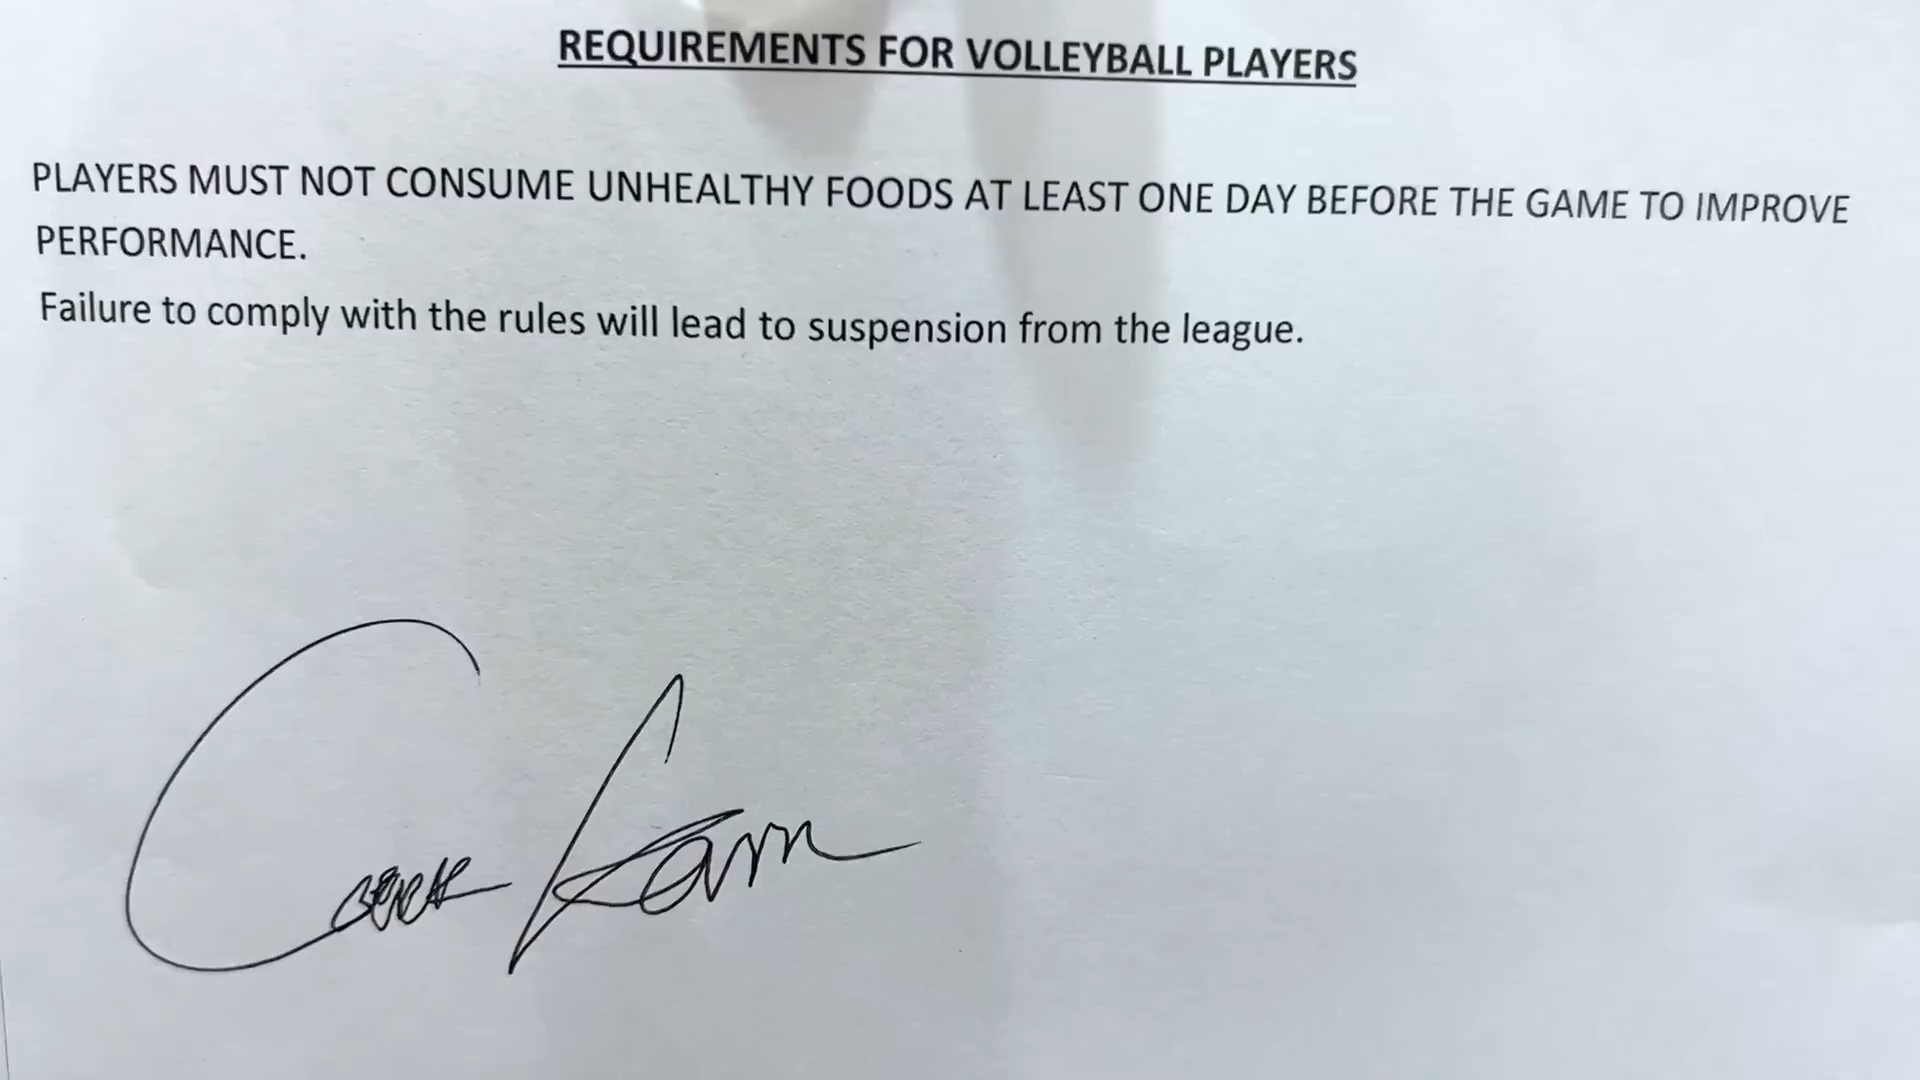 REQUIREMENTS FOR VOLLEYBALL PLAYERS
PLAYERS MUST NOT CONSUME UNHEALTHY FOODS AT LEAST ONE DAY BEFORE THE GAME TO IMPROVE
PERFORMANCE.
Failure to comply with the rules will lead to suspension from the league.